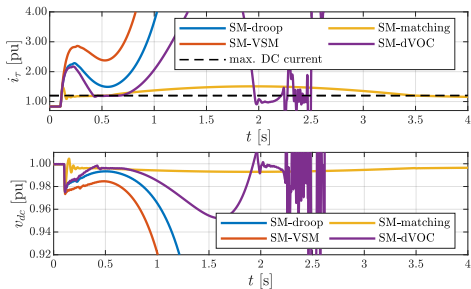 4.00
3.00
2.00
1.00
i_τ [pu]
SM-droop SM-matching
SM-VSM SM-dVOC
max. DC current
0 0.5 1 1.5 2 2.5 3 3.5 4
t [s]
1.00
0.98
0.96
0.94
0.92
v_dc [pu]
SM-droop SM-matching
SM-VSM SM-dVOC
0 0.5 1 1.5 2 2.5 3 3.5 4
t [s]